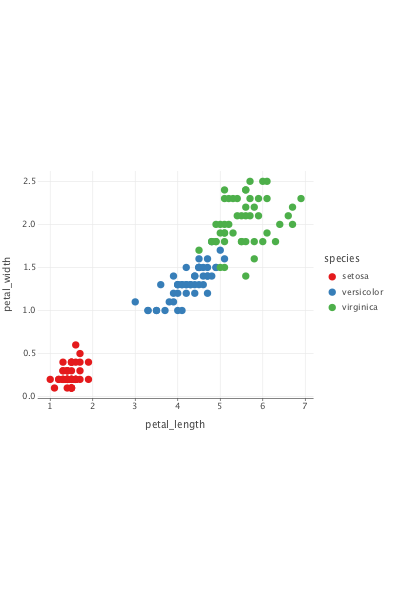 2.5
2.0
1.5
1.0
0.5
0.0
petal_width
1 2 3 4 5 6 7
petal_length
species
setosa
versicolor
virginica